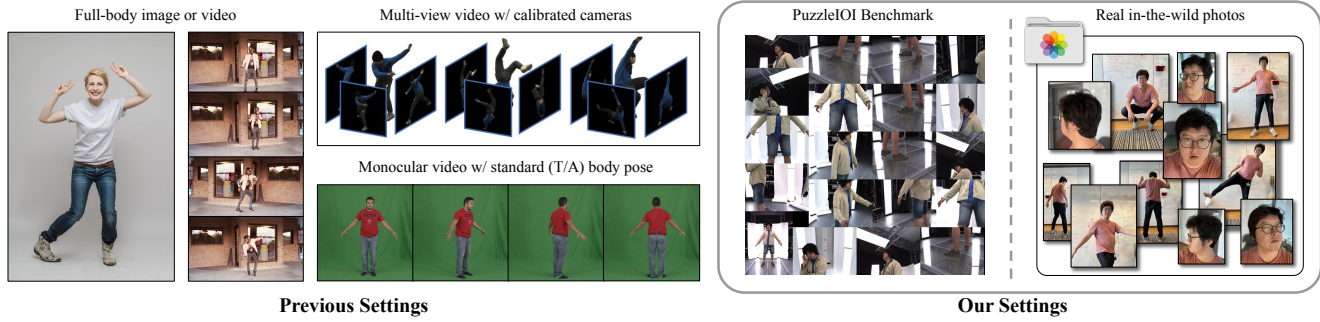 Full-body image or video
Multi-view video w/ calibrated cameras
Monocular video w/ standard (T/A) body pose
Previous Settings
PuzzleIOI Benchmark
Real in-the-wild photos
Our Settings